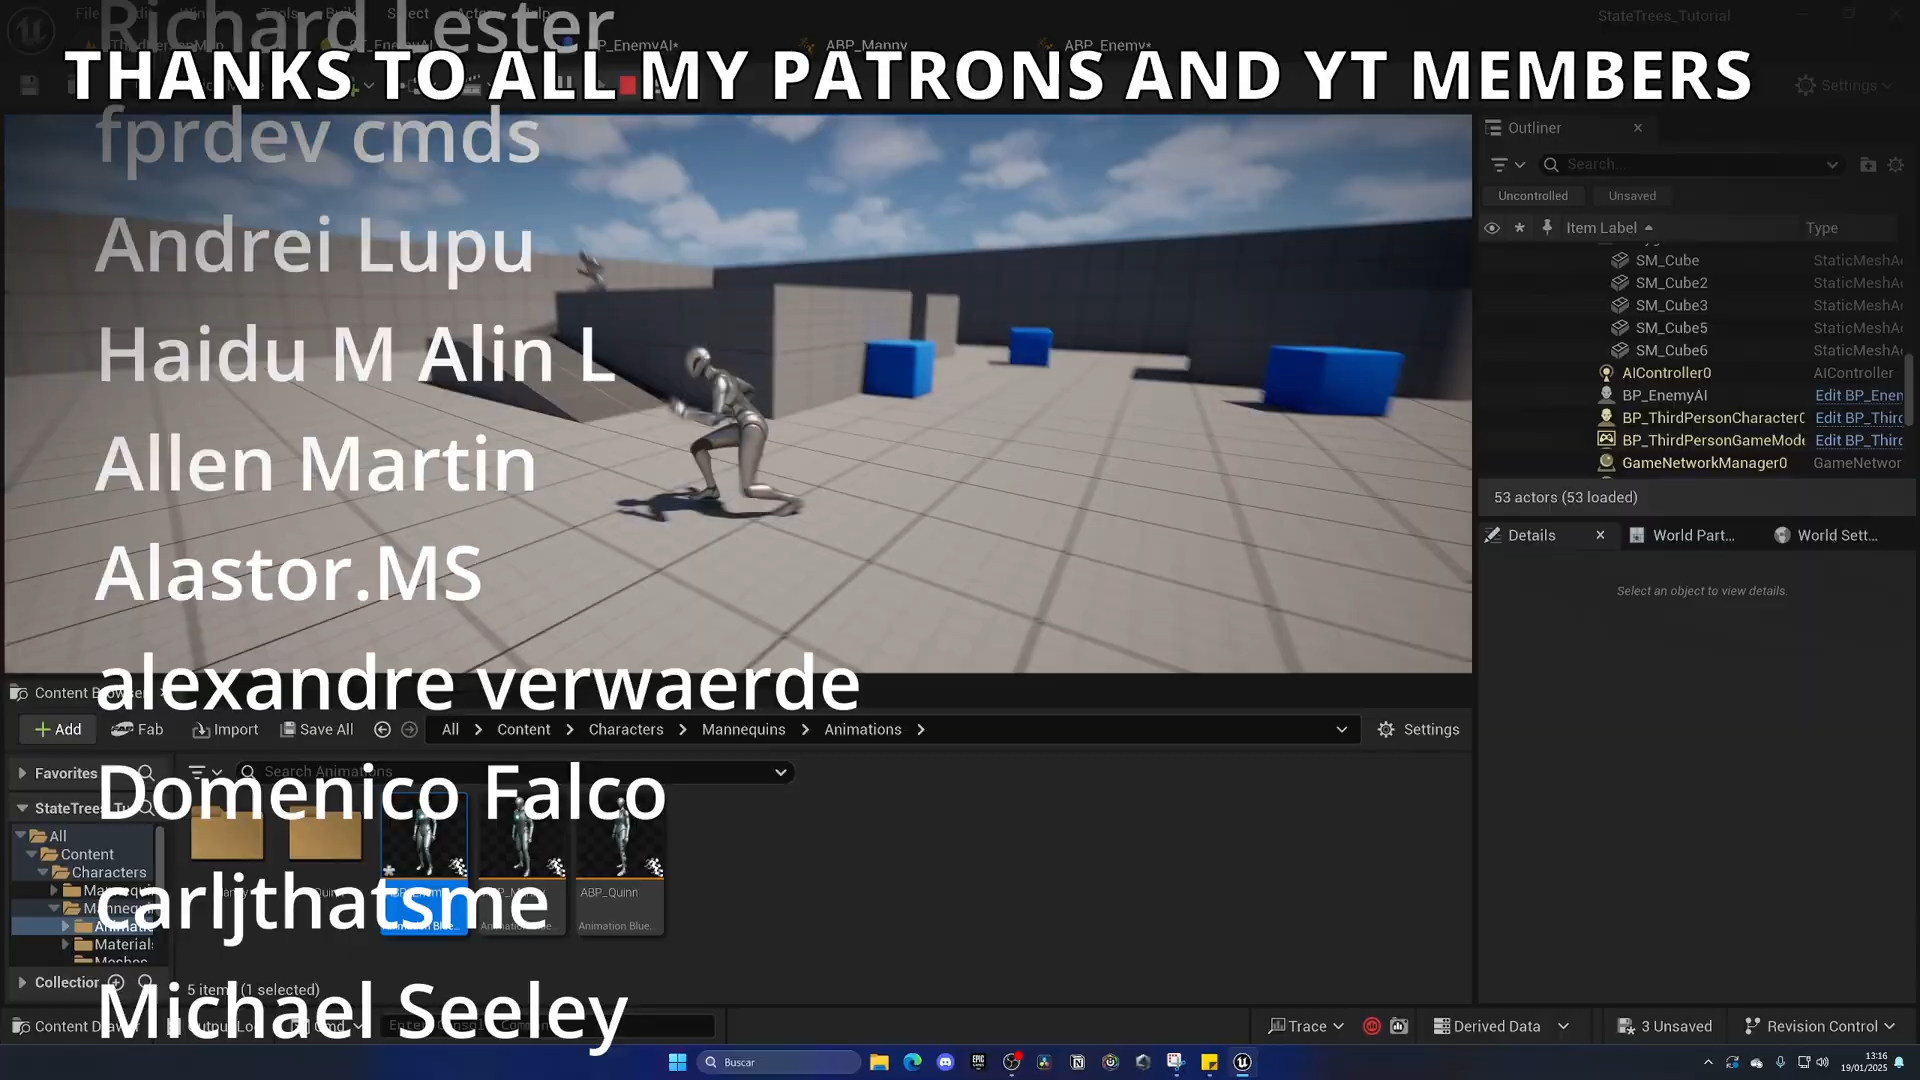 Richard Lester
StateTrees_Tutorial
BP_EnemyAI*
ABP_Manny
ABP_Enemy*
THANKS TO ALL MY PATRONS AND YT MEMBERS
Settings
fprdev cmds
Andrei Lupu
Haidu M Alin L
Allen Martin
Alastor.MS
alexandre verwaerde
Domenico Falco
carljthatsme
Michael Seeley
Outliner
Search...
Uncontrolled
Unsaved
Item Label
Type
SM_Cube
StaticMeshA
SM_Cube2
StaticMeshA
SM_Cube3
StaticMeshA
SM_Cube5
StaticMeshA
SM_Cube6
StaticMeshA
AIController0
AIController
BP_EnemyAI
Edit BP_Enen
BP_ThirdPersonCharacter0
Edit BP_Third
BP_ThirdPersonGameMode
Edit BP_Third
GameNetworkManager0
GameNetwor
53 actors (53 loaded)
Details
World Part...
World Sett...
Select an object to view details.
Content Browser
Add
Fab
Import
Save All
All
Content
Characters
Mannequins
Animations
Settings
Favorites
Search Animations
All
Content
Characters
Materials
ABP_Quinn
Animation Blue...
5 items (1 selected)
Trace
Derived Data
3 Unsaved
Revision Control
Buscar
13:16
19/01/2025